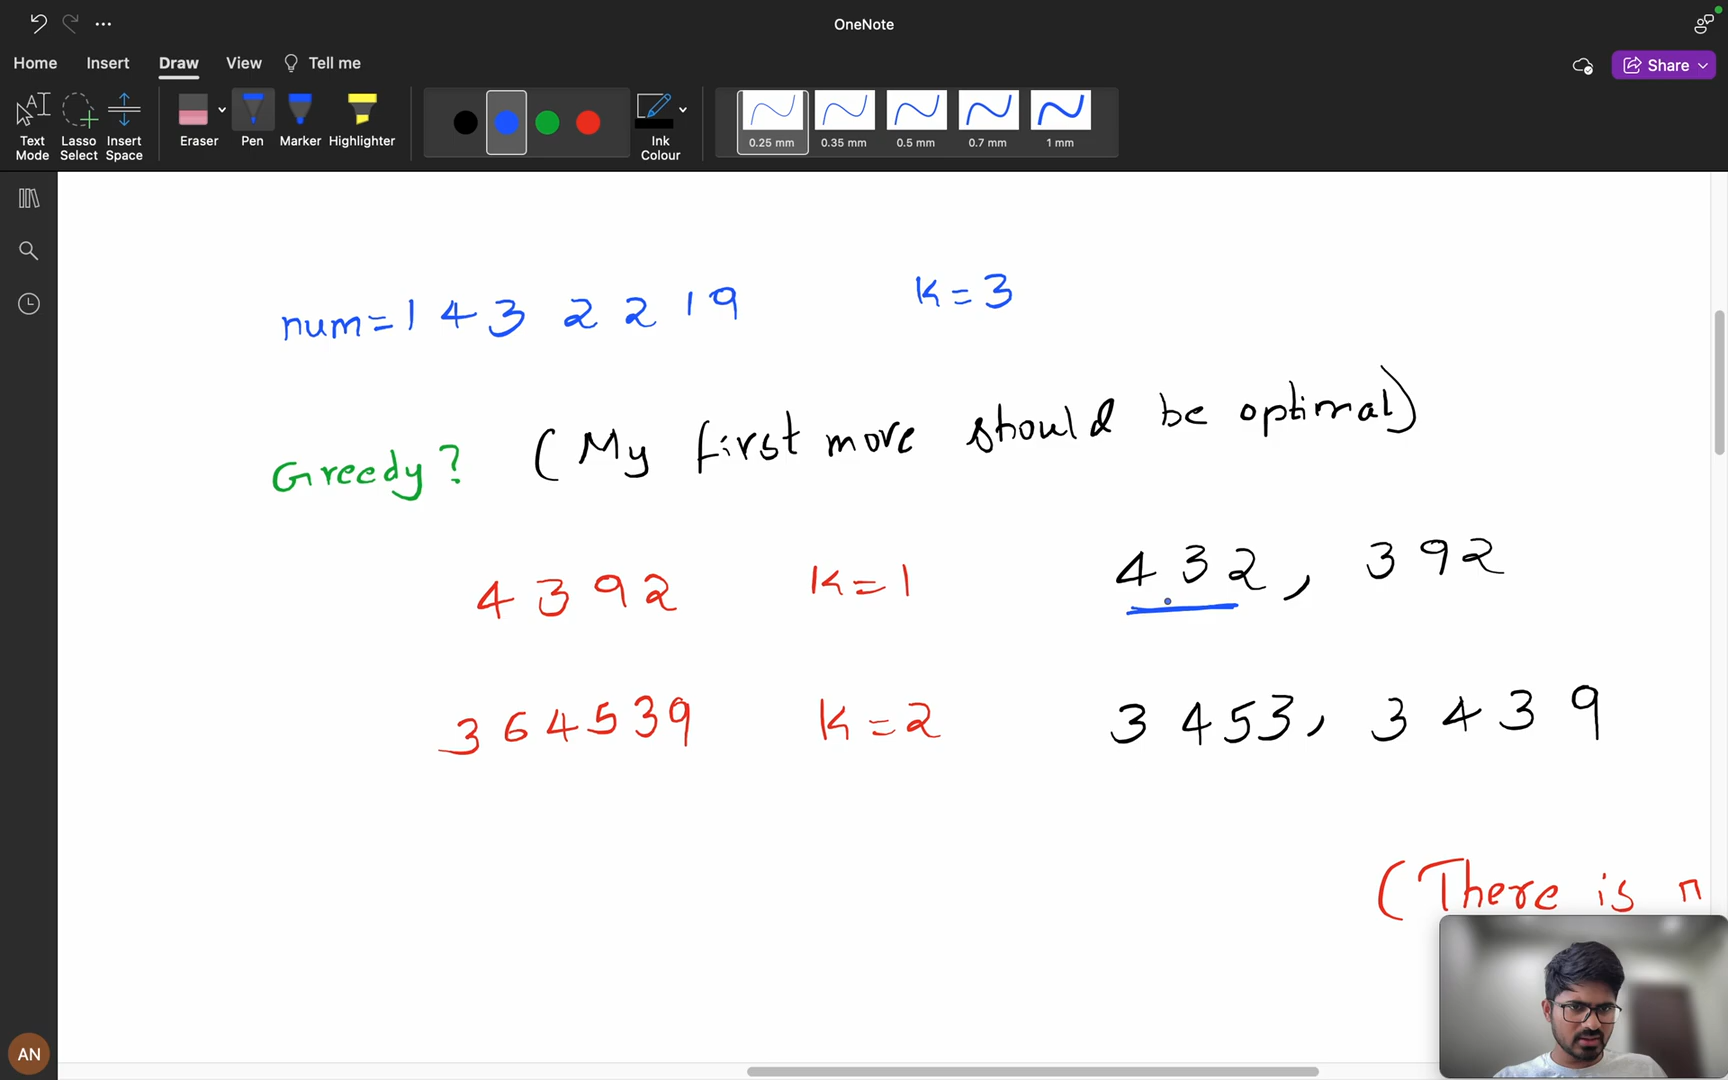 OneNote
Home Insert Draw View Tell me
Share
Text Mode
Lasso Select
Insert Space
Eraser
Pen
Marker
Highlighter
Ink Colour
0.25 mm
0.35 mm
0.5 mm
0.7 mm
1 mm
num=1 4 3 2 2 1 9 K=3
Greedy? (My first more should be optimal)
4 3 9 2 K=1 4 3 2, 3 9 2
3 6 4 5 3 9 K=2 3 4 5 3, 3 4 3 9
(There is n
AN